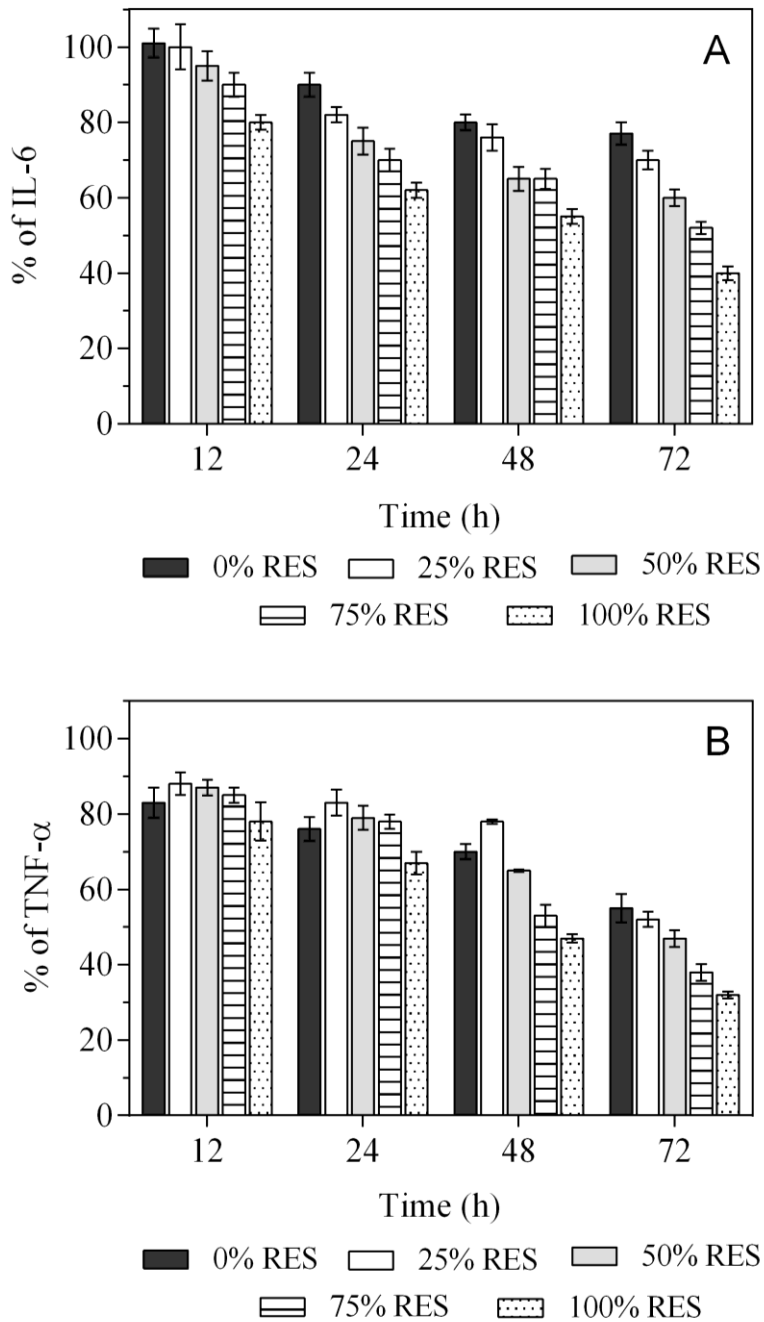 A
100
80
60
40
20
0
% of IL-6
12 24 48 72
Time (h)
0% RES 25% RES 50% RES
75% RES 100% RES
B
100
80
60
40
20
0
% of TNF-α
12 24 48 72
Time (h)
0% RES 25% RES 50% RES
75% RES 100% RES